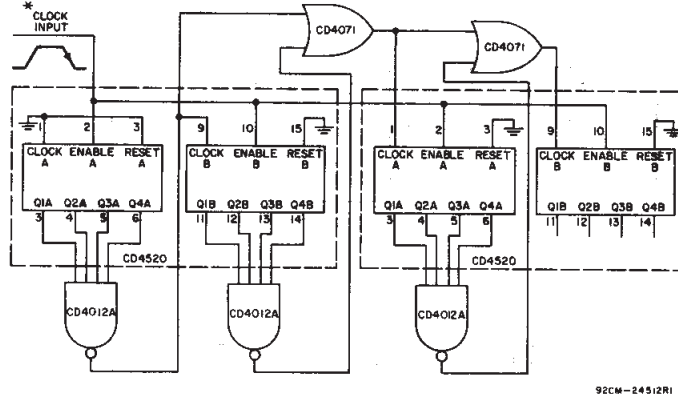 * CLOCK
INPUT
CD4071
CD4071
1 2 3 9 10 15 1 2 3 9 10 15
CLOCK ENABLE RESET
A A A
CLOCK ENABLE RESET
B B B
CLOCK ENABLE RESET
A A A
CLOCK ENABLE RESET
B B B
Q1A Q2A Q3A Q4A
Q1B Q2B Q3B Q4B
Q1A Q2A Q3A Q4A
Q1B Q2B Q3B Q4B
3 4 5 6 11 12 13 14 3 4 5 6 11 12 13 14
CD4520
CD4520
CD4012A
CD4012A
CD4012A
92CM-24512R1